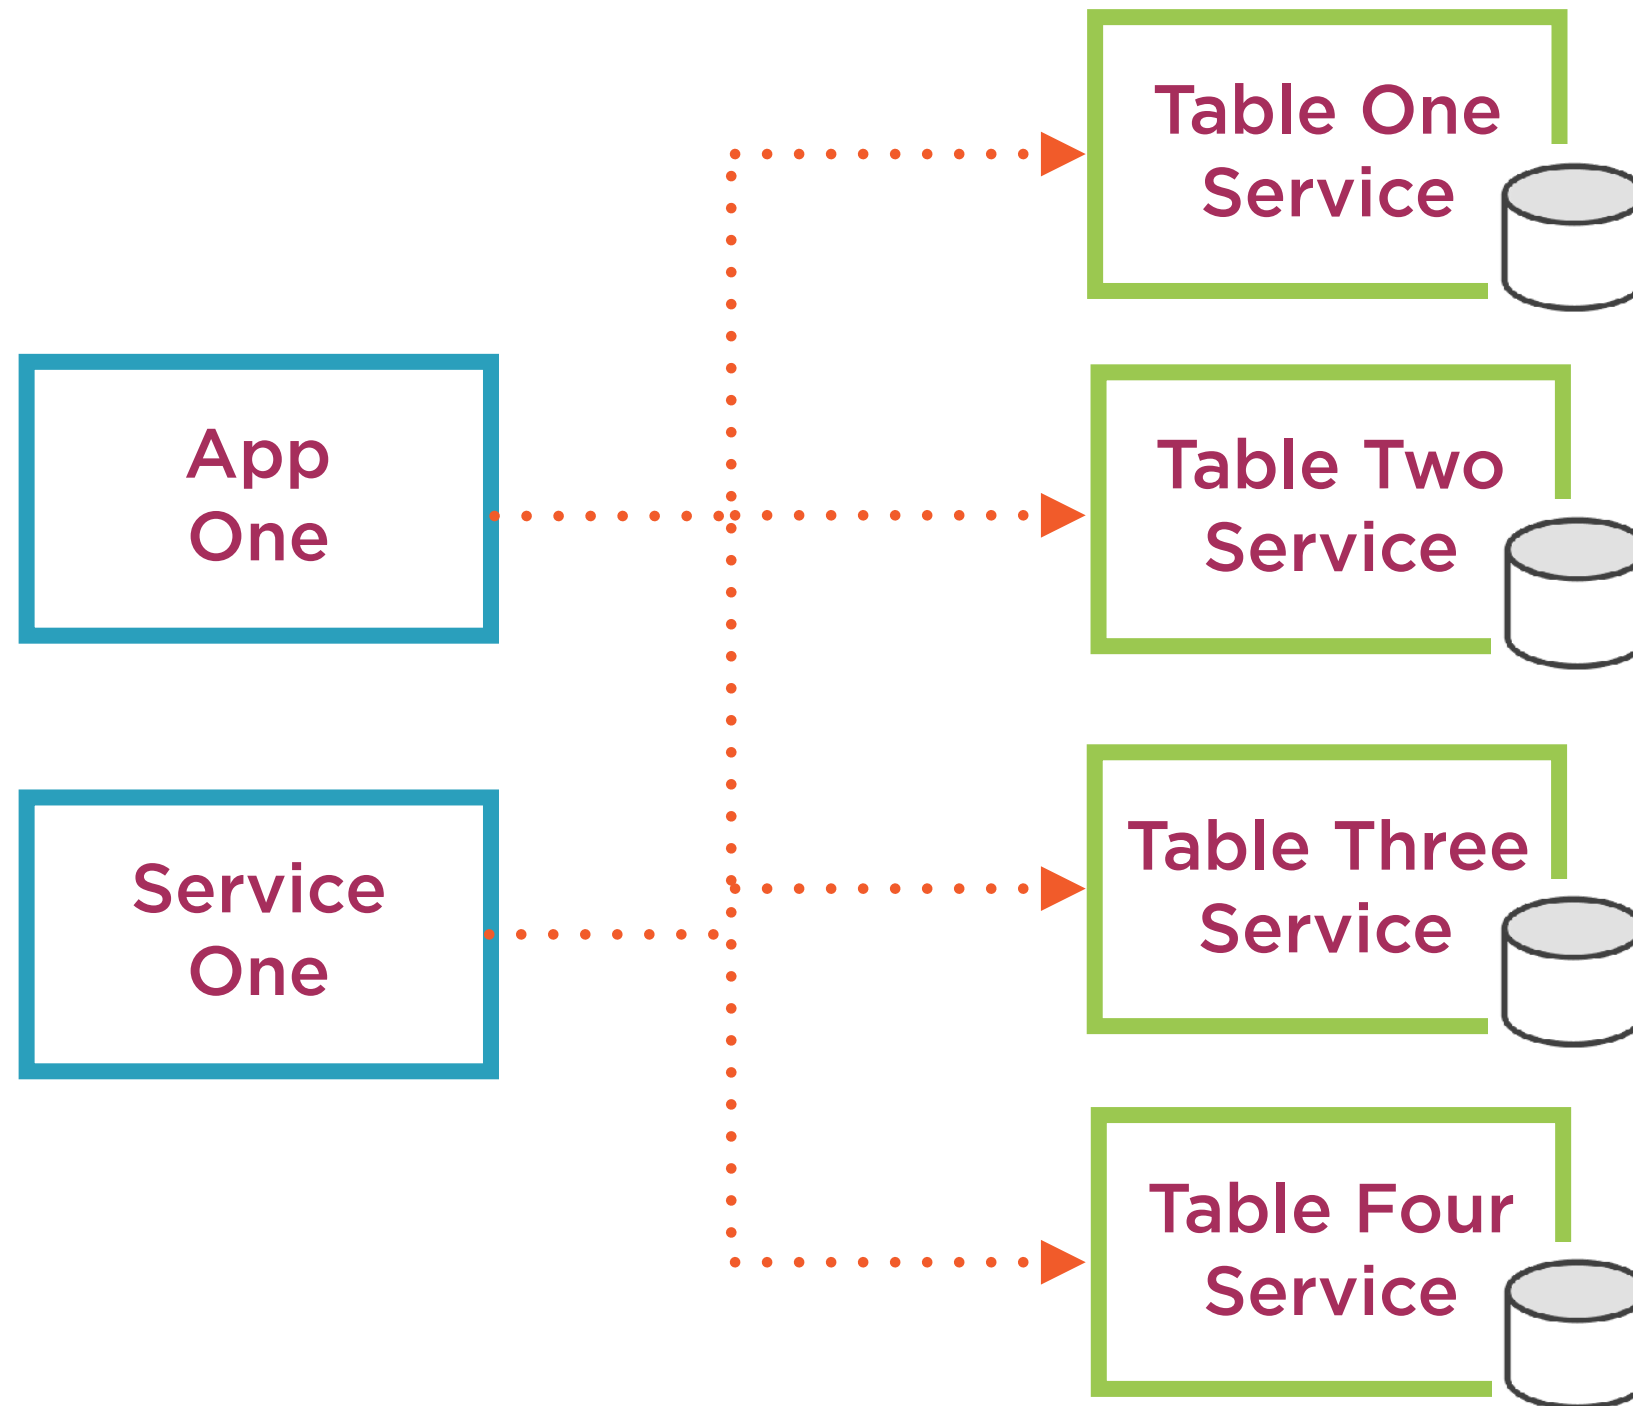 Table One
Service
App
One
Table Two
Service
Service
One
Table Three
Service
Table Four
Service